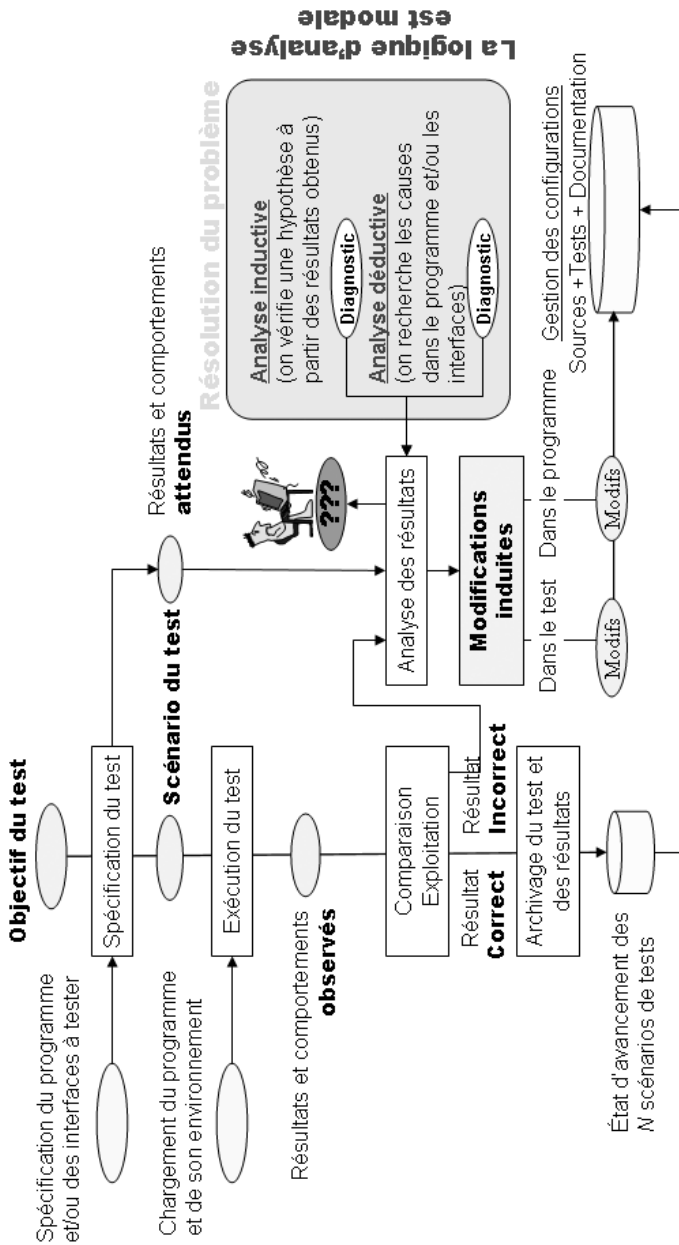 Objectif du test
Spécification du programme
et/ou des interfaces à tester
Spécification du test
Résultats et comportements
attendus
Scénario du test
Chargement du programme
et de son environnement
Exécution du test
Résultats et comportements
observés
Comparaison
Exploitation
Résultat
Correct
Résultat
Incorrect
Archivage du test et
des résultats
État d'avancement des
N scénarios de tests
???
Analyse des résultats
Modifications
induites
Dans le test
Dans le programme
Modifs
Modifs
Résolution du problème
Analyse inductive
(on vérifie une hypothèse à
partir des résultats obtenus)
Diagnostic
Analyse déductive
(on recherche les causes
dans le programme et/ou les
interfaces)
Diagnostic
La logique d'analyse
est modale
Gestion des configurations
Sources +Tests + Documentation